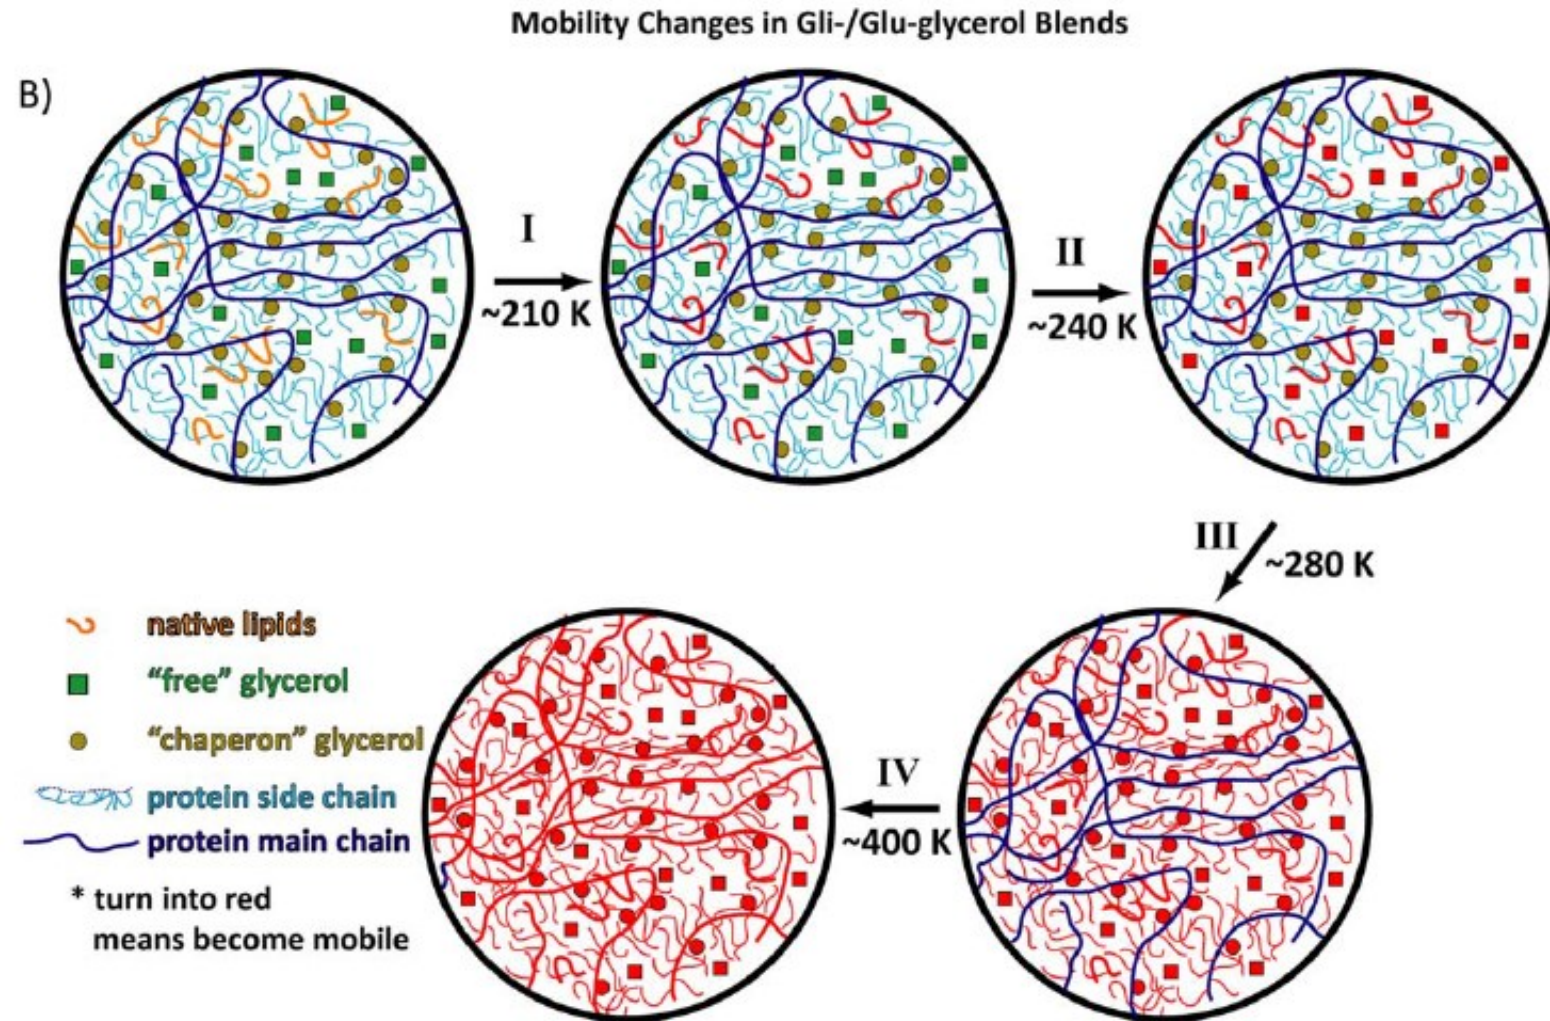 Mobility Changes in Gli-/Glu-glycerol Blends
B)
I
~210 K
II
~240 K
III
~280 K
IV
~400 K
native lipids
“free” glycerol
“chaperon” glycerol
protein side chain
protein main chain
* turn into red
means become mobile